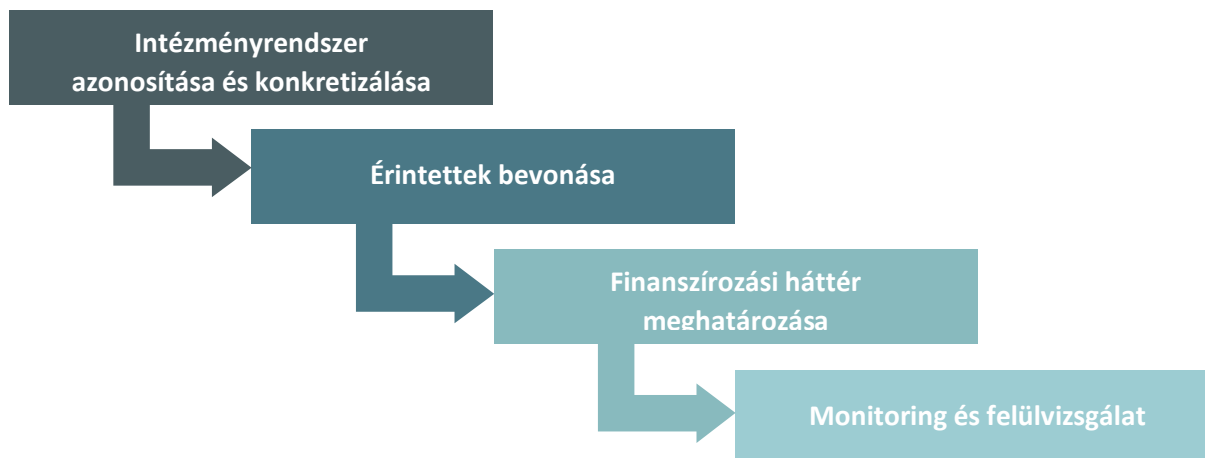 Intézményrendszer
azonosítása és konkretizálása
Érintettek bevonása
Finanszírozási háttér
meghatározása
Monitoring és felülvizsgálat